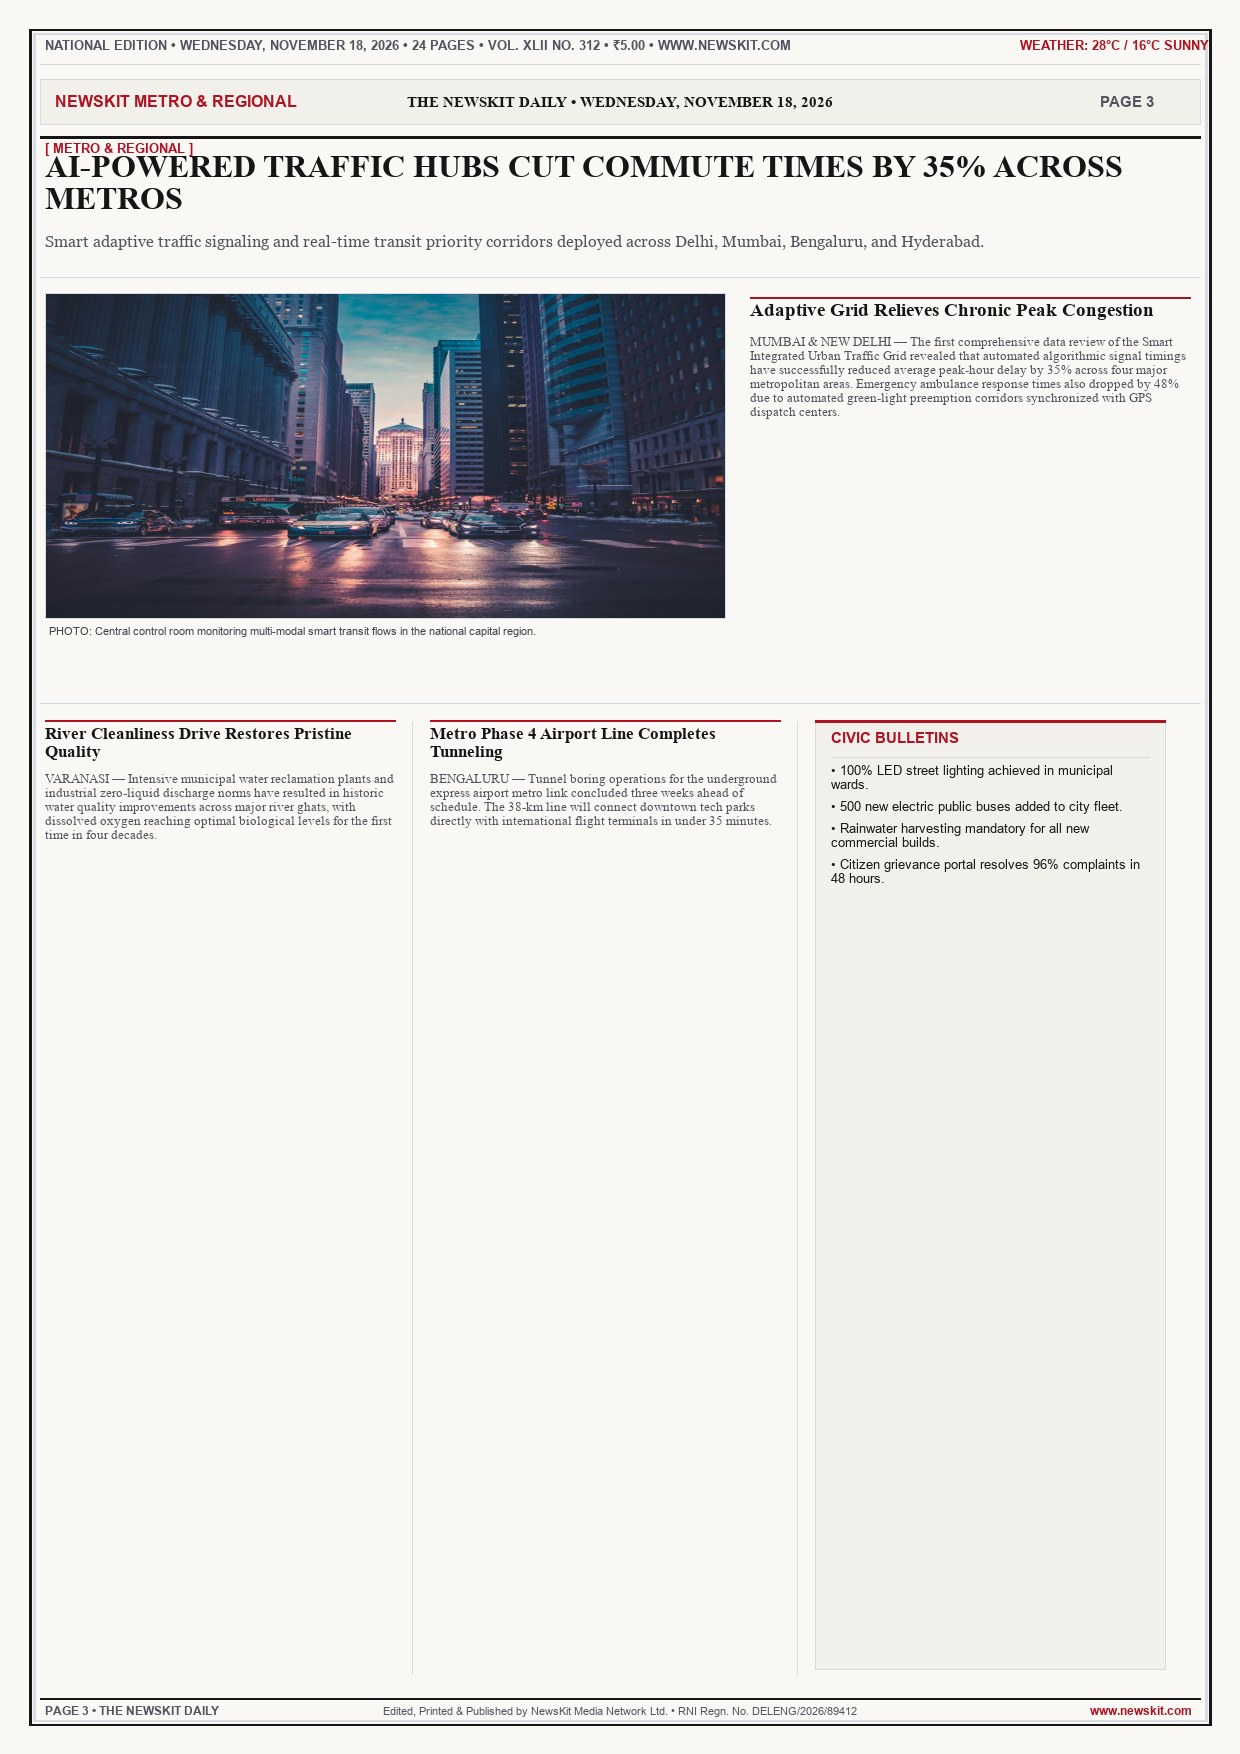 NATIONAL EDITION • WEDNESDAY, NOVEMBER 18, 2026 • 24 PAGES • VOL. XLII NO. 312 • ₹5.00 • WWW.NEWSKIT.COM
WEATHER: 28°C / 16°C SUNNY
NEWSKIT METRO & REGIONAL
THE NEWSKIT DAILY • WEDNESDAY, NOVEMBER 18, 2026
PAGE 3
[ METRO & REGIONAL ]
AI-POWERED TRAFFIC HUBS CUT COMMUTE TIMES BY 35% ACROSS
METROS
Smart adaptive traffic signaling and real-time transit priority corridors deployed across Delhi, Mumbai, Bengaluru, and Hyderabad.
PHOTO: Central control room monitoring multi-modal smart transit flows in the national capital region.
Adaptive Grid Relieves Chronic Peak Congestion
MUMBAI & NEW DELHI — The first comprehensive data review of the Smart
Integrated Urban Traffic Grid revealed that automated algorithmic signal timings
have successfully reduced average peak-hour delay by 35% across four major
metropolitan areas. Emergency ambulance response times also dropped by 48%
due to automated green-light preemption corridors synchronized with GPS
dispatch centers.
River Cleanliness Drive Restores Pristine
Quality
VARANASI — Intensive municipal water reclamation plants and
industrial zero-liquid discharge norms have resulted in historic
water quality improvements across major river ghats, with
dissolved oxygen reaching optimal biological levels for the first
time in four decades.
Metro Phase 4 Airport Line Completes
Tunneling
BENGALURU — Tunnel boring operations for the underground
express airport metro link concluded three weeks ahead of
schedule. The 38-km line will connect downtown tech parks
directly with international flight terminals in under 35 minutes.
CIVIC BULLETINS
• 100% LED street lighting achieved in municipal
wards.
• 500 new electric public buses added to city fleet.
• Rainwater harvesting mandatory for all new
commercial builds.
• Citizen grievance portal resolves 96% complaints in
48 hours.
PAGE 3 • THE NEWSKIT DAILY
Edited, Printed & Published by NewsKit Media Network Ltd. • RNI Regn. No. DELENG/2026/89412
www.newskit.com